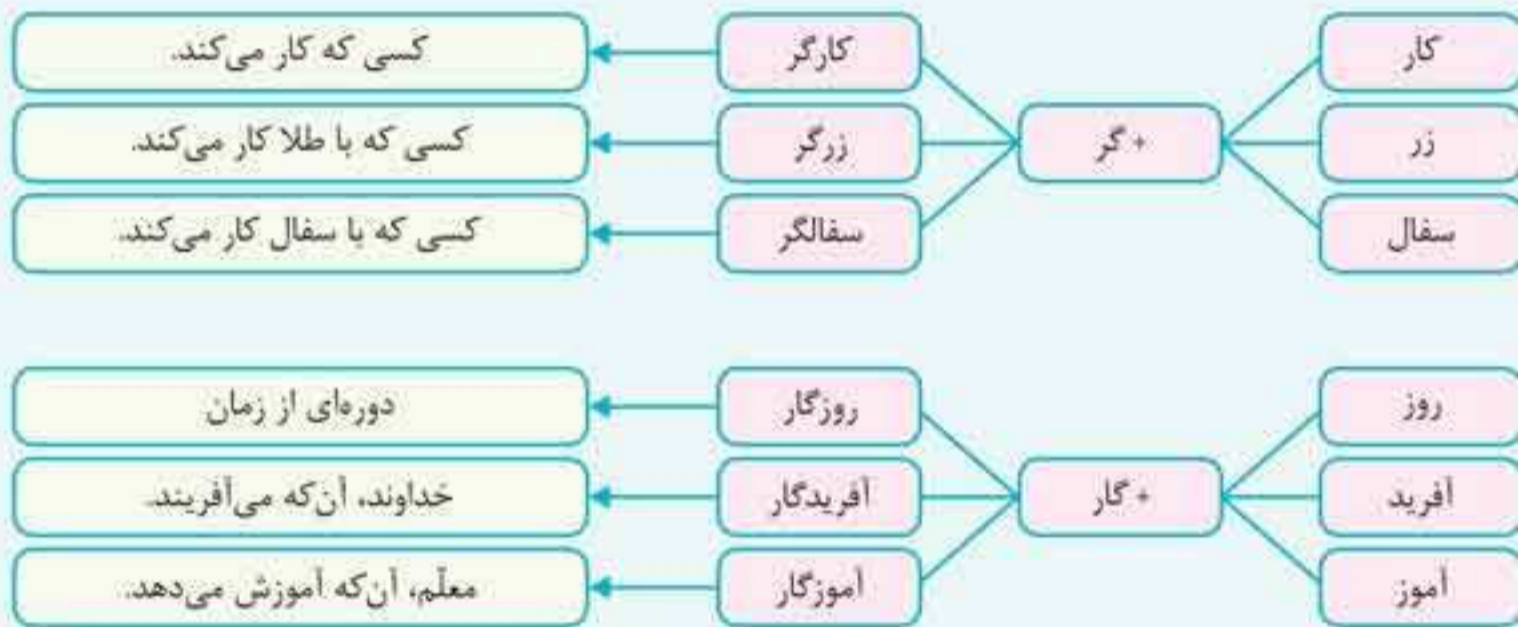 کار
زر
سفال
+ گر
کارگر
زرگر
سفالگر
کسی که کار می‌کند.
کسی که با طلا کار می‌کند.
کسی که با سفال کار می‌کند.
روز
آفرید
آموز
+ گار
روزگار
آفریدگار
آموزگار
دوره‌ای از زمان
خداوند، آن‌که می‌آفریند.
معلّم، آن‌که آموزش می‌دهد.